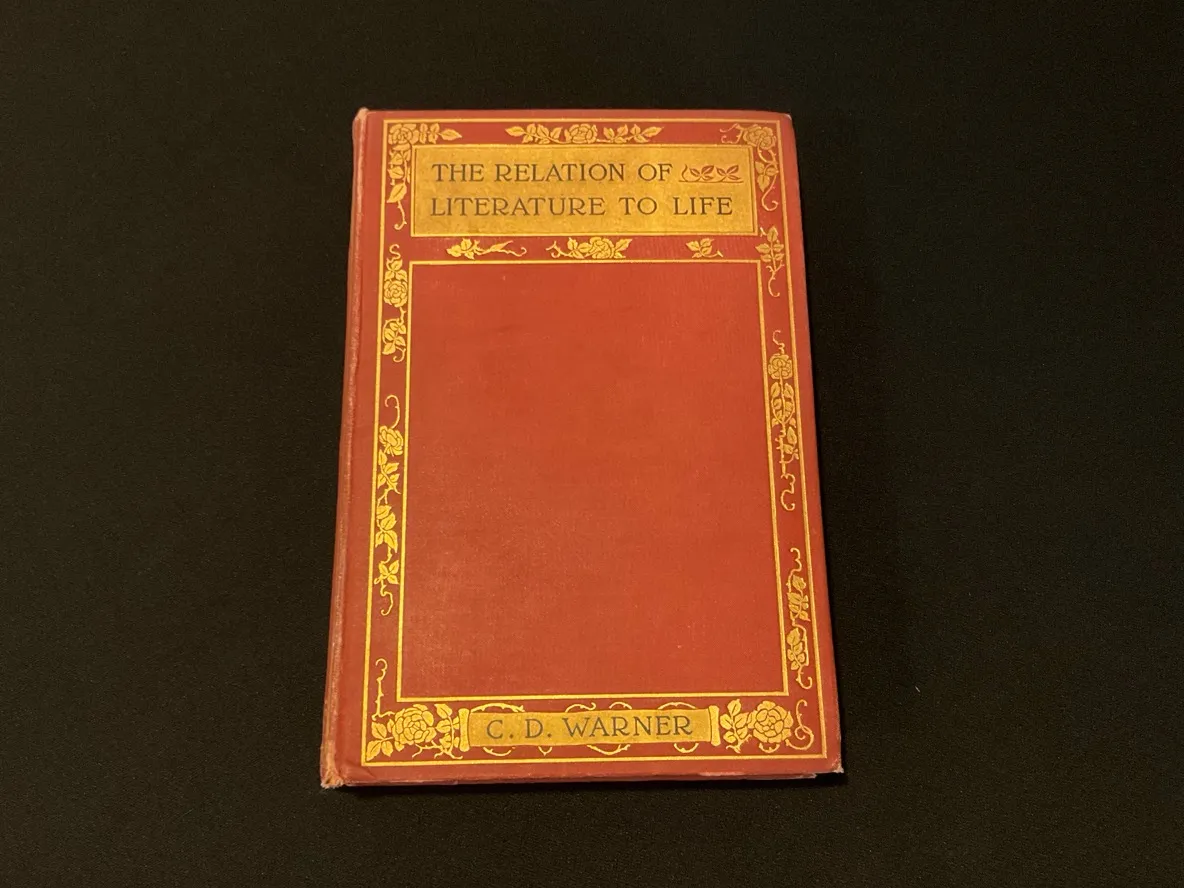 THE RELATION OF
LITERATURE TO LIFE
C. D. WARNER